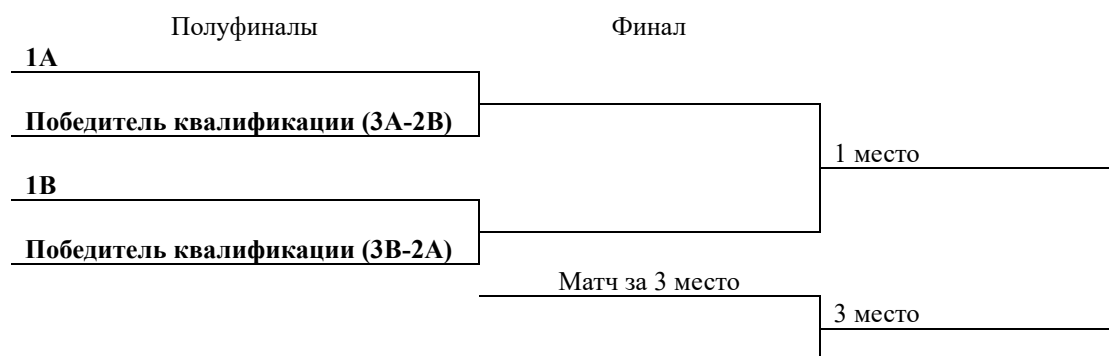 Полуфиналы Финал
1А
Победитель квалификации (3А-2В)
1 место
1В
Победитель квалификации (3В-2А)
Матч за 3 место
3 место